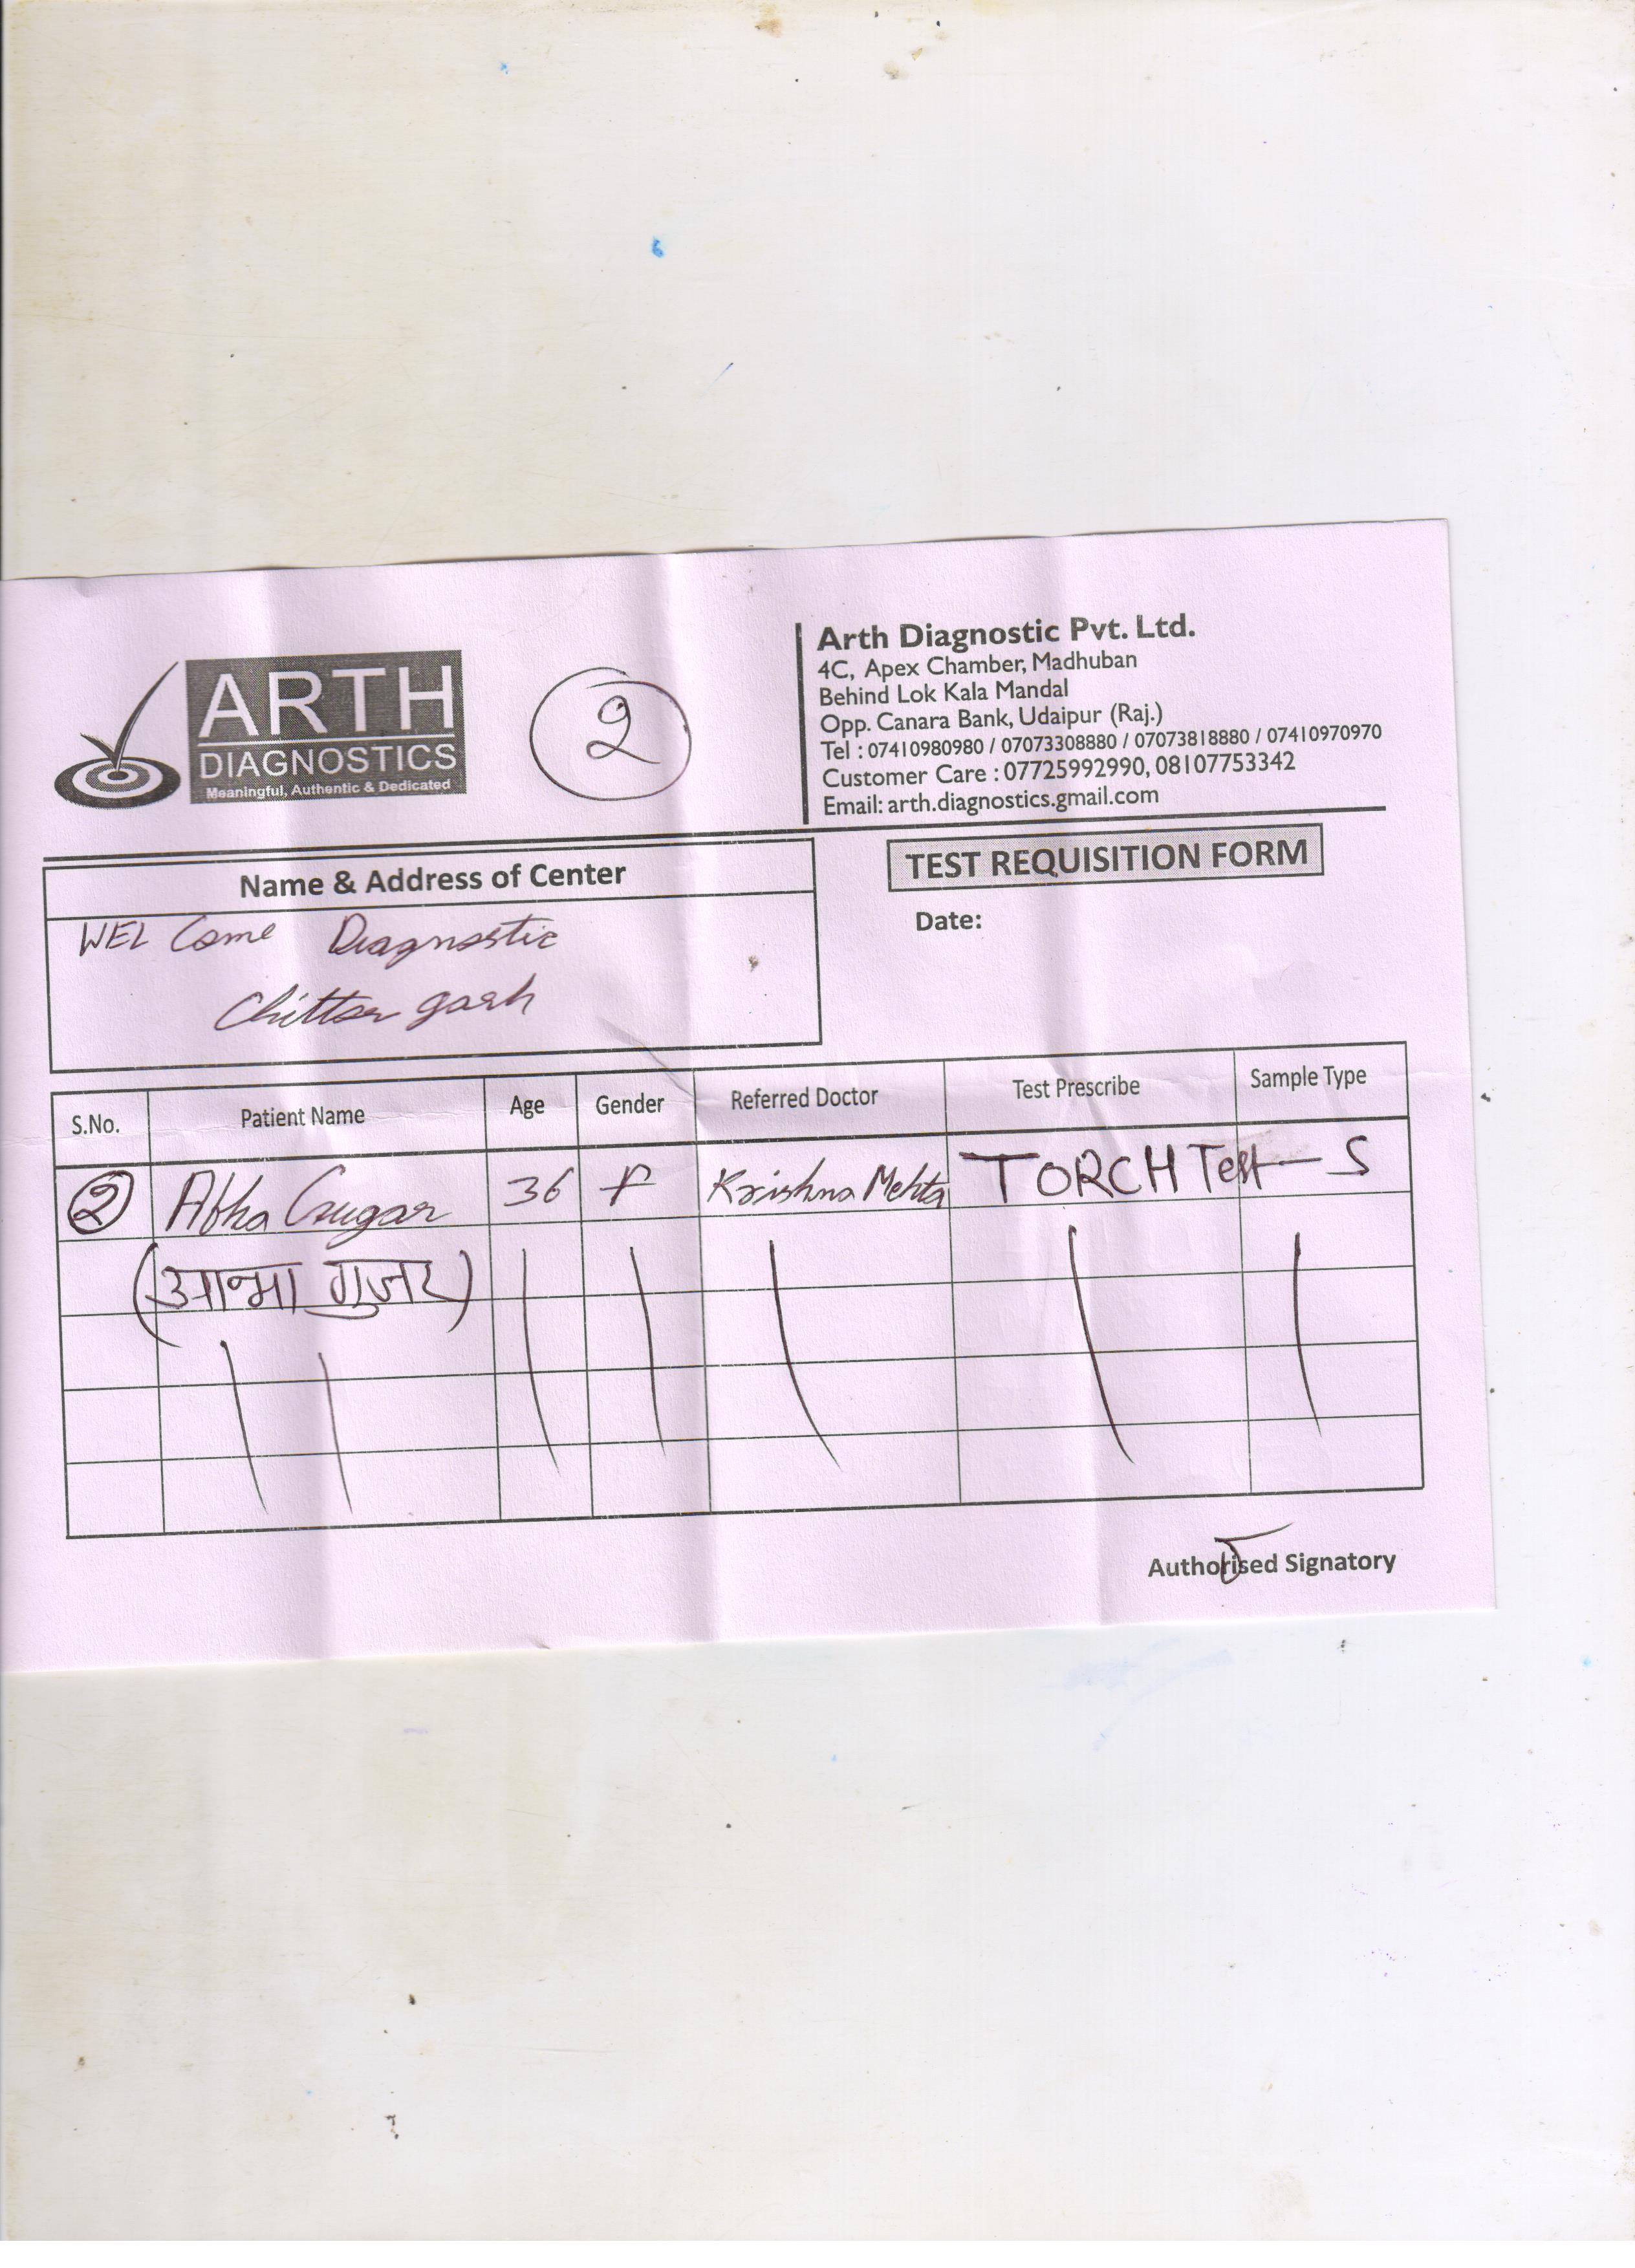 ARTH
DIAGNOSTICS
Meaningful, Authentic & Dedicated
2
Arth Diagnostic Pvt. Ltd.
4C, Apex Chamber, Madhuban
Behind Lok Kala Mandal
Opp. Canara Bank, Udaipur (Raj.)
Tel : 07410980980 / 07073308880 / 07073818880 / 07410970970
Customer Care : 07725992990, 08107753342
Email: arth.diagnostics.gmail.com
Name & Address of Center
TEST REQUISITION FORM
WEL Come Diagnostic
Date:
Chittor garh
S.No. Patient Name Age Gender Referred Doctor Test Prescribe Sample Type
2 Abha Gugar 36 F Krishna Mehta TORCH Test - S
(आभा गुजर)
Authorised Signatory